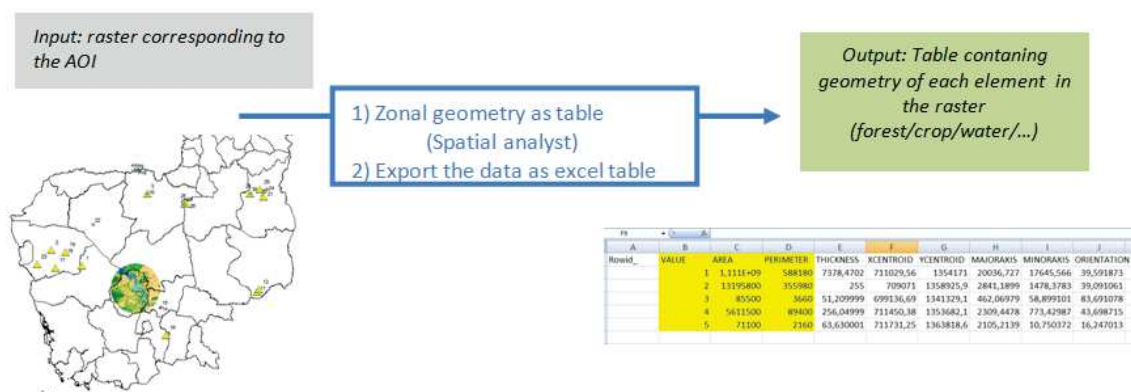 Input: raster corresponding to
the AOI
1) Zonal geometry as table
(Spatial analyst)
2) Export the data as excel table
Output: Table contaning
geometry of each element in
the raster
(forest/crop/water/...)
A B C D E F G H I J
Rowid_ VALUE AREA PERIMETER THICKNESS XCENTROID YCENTROID MAJORAXIS MINORAXIS ORIENTATION
1 1,111E+09 588180 7378,4702 711029,56 1354171 20036,727 17645,566 39,591873
2 13195800 355980 255 709071 1358925,9 2841,1899 1478,3783 39,091061
3 85500 3660 51,209999 699136,69 1341329,1 462,06979 58,899101 83,691078
4 5611500 89400 256,04999 711450,38 1353682,1 2309,4478 773,42987 43,698715
5 71100 2160 63,630001 711731,25 1363818,6 2105,2139 10,750372 16,247013